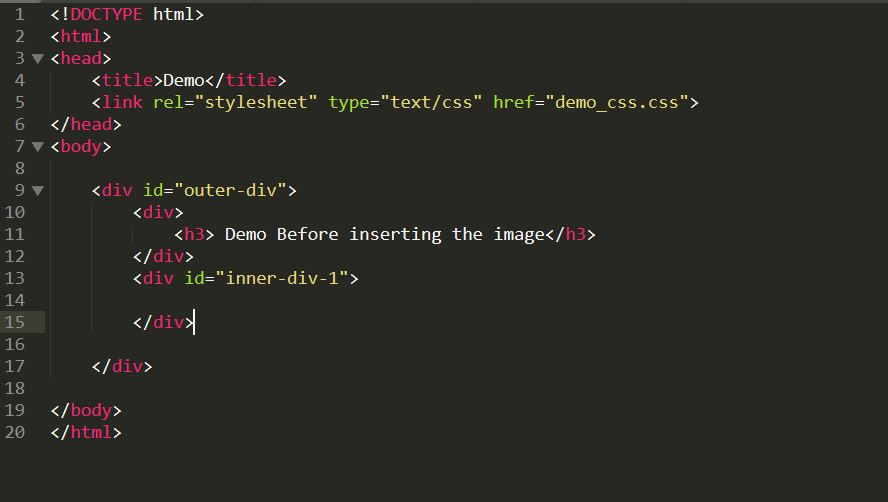 1 <!DOCTYPE html>
2 <html>
3 <head>
4     <title>Demo</title>
5     <link rel="stylesheet" type="text/css" href="demo_css.css">
6 </head>
7 <body>
8
9     <div id="outer-div">
10         <div>
11             <h3> Demo Before inserting the image</h3>
12         </div>
13         <div id="inner-div-1">
14
15         </div>
16
17     </div>
18
19 </body>
20 </html>